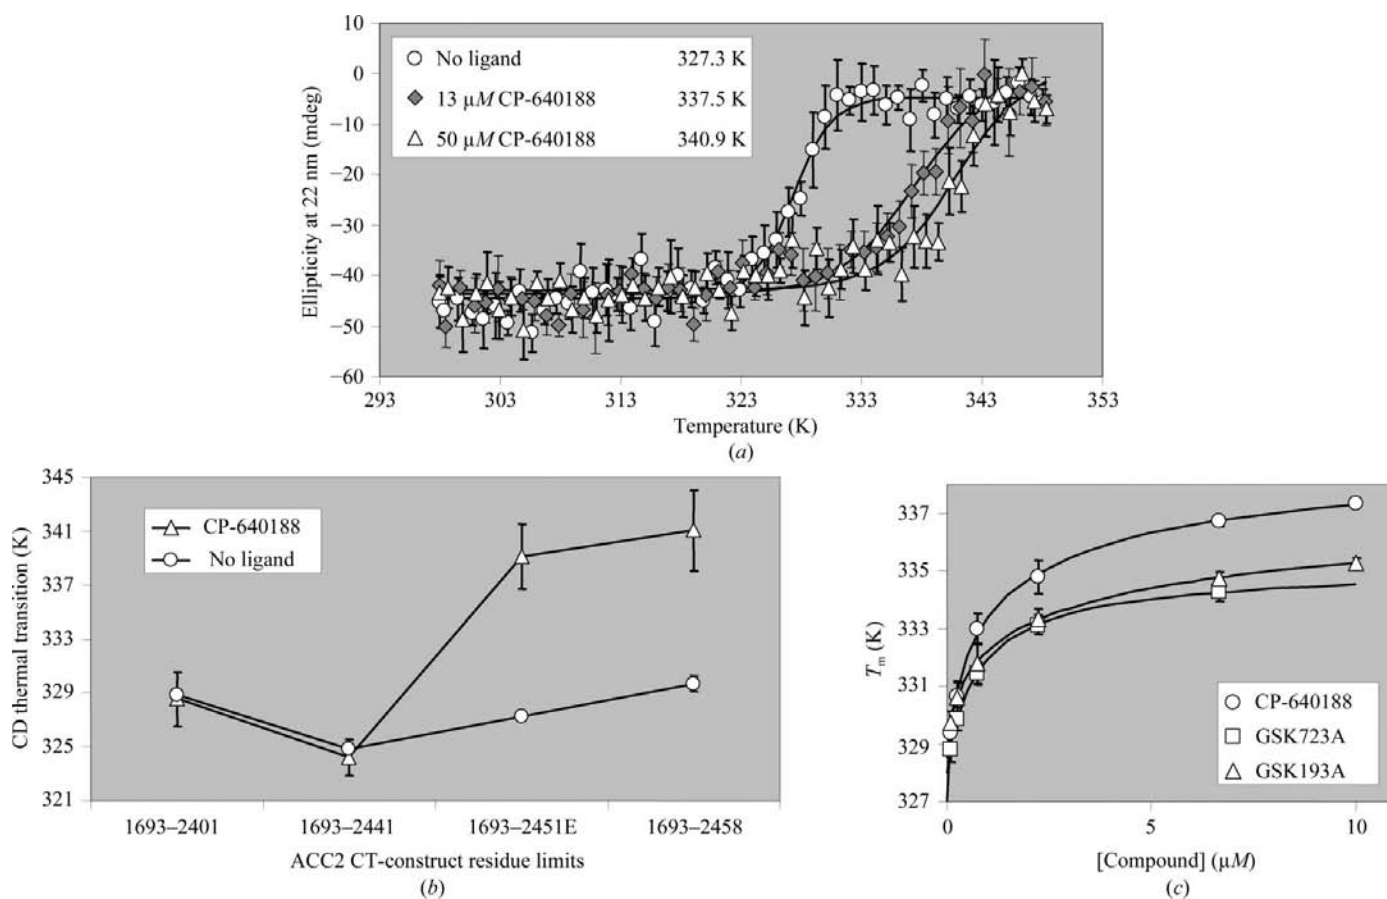 10
0
−10
−20
−30
−40
−50
−60
Ellipticity at 22 nm (mdeg)
No ligand 327.3 K
13 µM CP-640188 337.5 K
50 µM CP-640188 340.9 K
293 303 313 323 333 343 353
Temperature (K)
(a)
345
341
337
333
329
325
321
CD thermal transition (K)
CP-640188
No ligand
1693–2401 1693–2441 1693–2451E 1693–2458
ACC2 CT-construct residue limits
(b)
337
335
333
331
329
327
Tm (K)
CP-640188
GSK723A
GSK193A
0 5 10
[Compound] (µM)
(c)